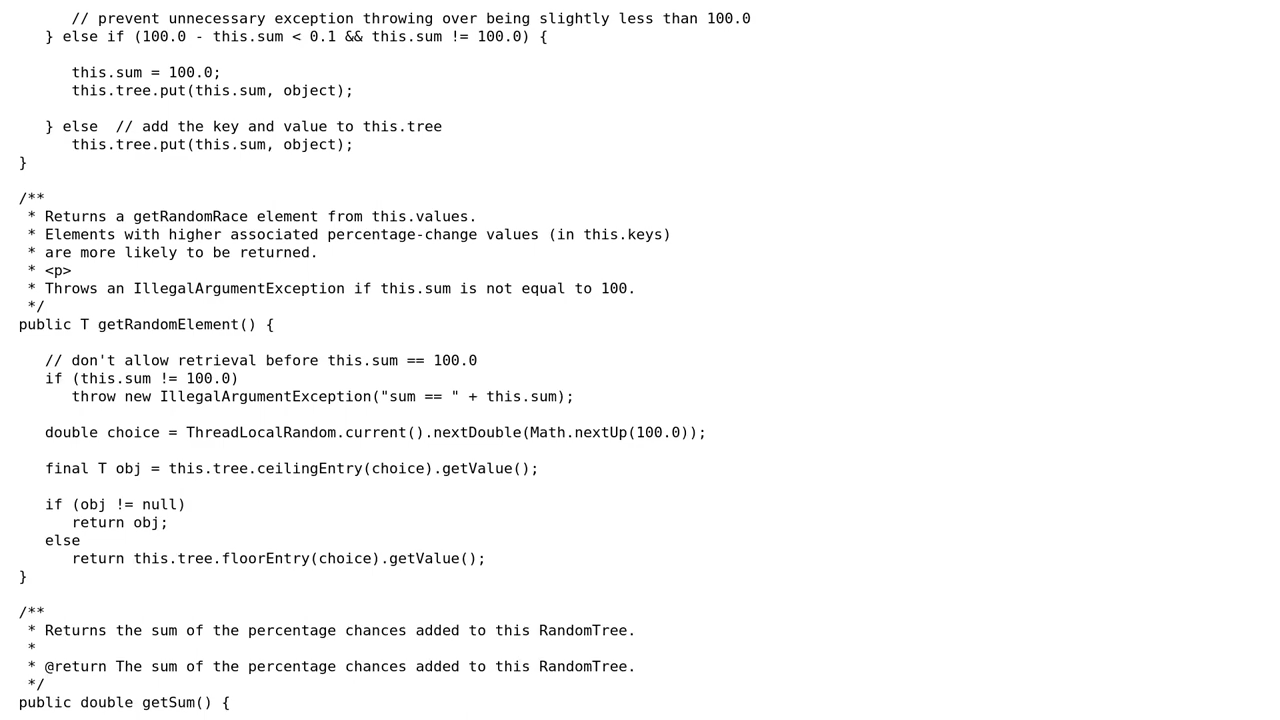 // prevent unnecessary exception throwing over being slightly less than 100.0
} else if (100.0 - this.sum < 0.1 && this.sum != 100.0) {
this.sum = 100.0;
this.tree.put(this.sum, object);
} else  // add the key and value to this.tree
this.tree.put(this.sum, object);
}
/**
* Returns a getRandomRace element from this.values.
* Elements with higher associated percentage-change values (in this.keys)
* are more likely to be returned.
* <p>
* Throws an IllegalArgumentException if this.sum is not equal to 100.
*/
public T getRandomElement() {
// don't allow retrieval before this.sum == 100.0
if (this.sum != 100.0)
throw new IllegalArgumentException("sum == " + this.sum);
double choice = ThreadLocalRandom.current().nextDouble(Math.nextUp(100.0));
final T obj = this.tree.ceilingEntry(choice).getValue();
if (obj != null)
return obj;
else
return this.tree.floorEntry(choice).getValue();
}
/**
* Returns the sum of the percentage chances added to this RandomTree.
*
* @return The sum of the percentage chances added to this RandomTree.
*/
public double getSum() {